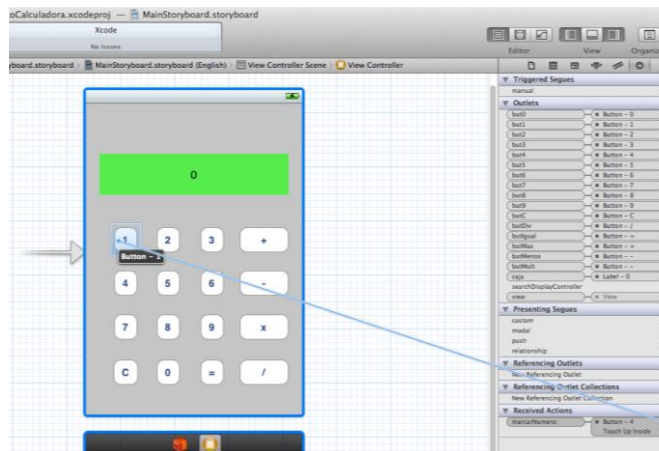 oCalculadora.xcodeproj — MainStoryboard.storyboard
Xcode
No Issues
Editor View Organiz
yboard.storyboard MainStoryboard.storyboard (English) View Controller Scene View Controller
Triggered Segues
manual
Outlets
but0 Button - 0
but1 Button - 1
but2 Button - 2
but3 Button - 3
but4 Button - 4
but5 Button - 5
but6 Button - 6
but7 Button - 7
but8 Button - 8
but9 Button - 9
butC Button - C
butDiv Button - /
butIgual Button - =
butMas Button - +
butMenos Button - -
butMult Button - -
caja Label - 0
searchDisplayController
view View
Presenting Segues
custom
modal
push
relationship
Referencing Outlets
New Referencing Outlet
Referencing Outlet Collections
New Referencing Outlet Collection
Received Actions
marcarNumero: Button - 4
Touch Up Inside
0
1 2 3 +
Button - 1
4 5 6 -
7 8 9 x
C 0 = /